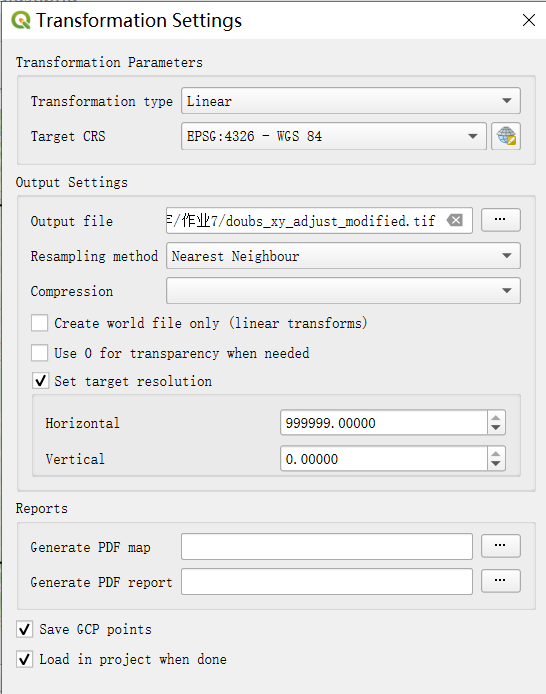 Transformation Settings
Transformation Parameters
Transformation type Linear
Target CRS EPSG:4326 - WGS 84
Output Settings
Output file /作业7/doubs_xy_adjust_modified.tif ...
Resampling method Nearest Neighbour
Compression
Create world file only (linear transforms)
Use 0 for transparency when needed
Set target resolution
Horizontal 999999.00000
Vertical 0.00000
Reports
Generate PDF map ...
Generate PDF report ...
Save GCP points
Load in project when done